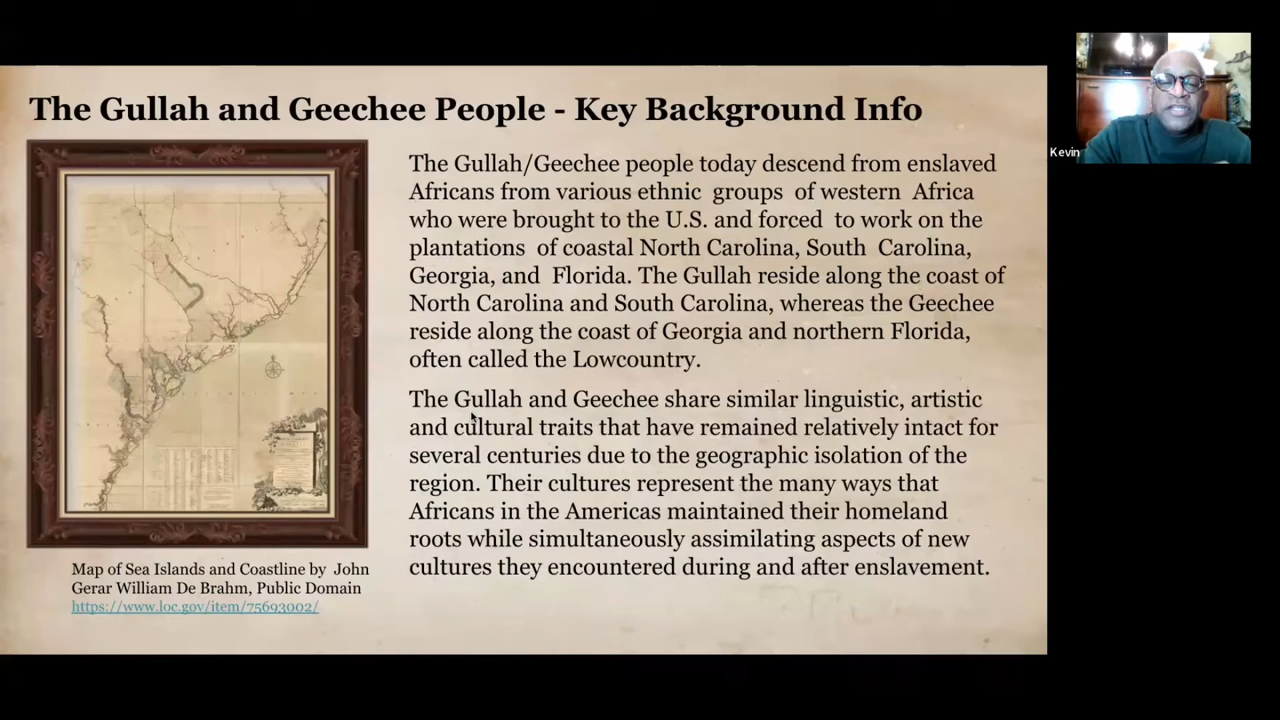 The Gullah and Geechee People - Key Background Info
The Gullah/Geechee people today descend from enslaved
Africans from various ethnic groups of western Africa
who were brought to the U.S. and forced to work on the
plantations of coastal North Carolina, South Carolina,
Georgia, and Florida. The Gullah reside along the coast of
North Carolina and South Carolina, whereas the Geechee
reside along the coast of Georgia and northern Florida,
often called the Lowcountry.
The Gullah and Geechee share similar linguistic, artistic
and cultural traits that have remained relatively intact for
several centuries due to the geographic isolation of the
region. Their cultures represent the many ways that
Africans in the Americas maintained their homeland
roots while simultaneously assimilating aspects of new
cultures they encountered during and after enslavement.
Map of Sea Islands and Coastline by John
Gerar William De Brahm, Public Domain
https://www.loc.gov/item/75693002/
Kevin